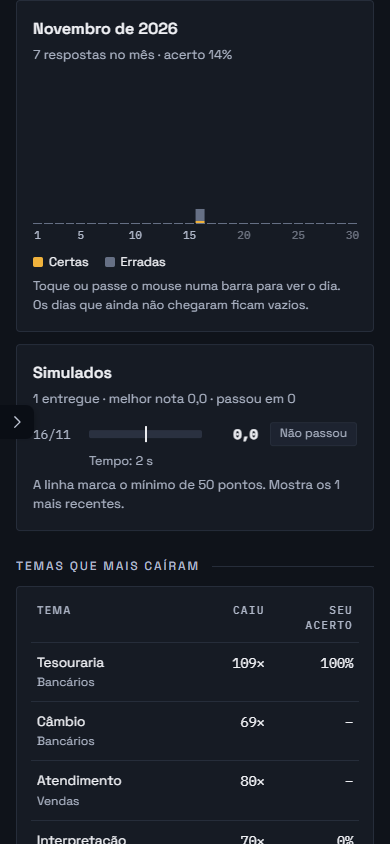 Novembro de 2026
7 respostas no mês · acerto 14%
1 5 10 15 20 25 30
Certas Erradas
Toque ou passe o mouse numa barra para ver o dia.
Os dias que ainda não chegaram ficam vazios.
Simulados
1 entregue · melhor nota 0,0 · passou em 0
16/11 0,0 Não passou
Tempo: 2 s
A linha marca o mínimo de 50 pontos. Mostra os 1
mais recentes.
TEMAS QUE MAIS CAÍRAM
TEMA CAIU SEU
ACERTO
Tesouraria 109× 100%
Bancários
Câmbio 69× –
Bancários
Atendimento 80× –
Vendas
Interpretação 70× 0%